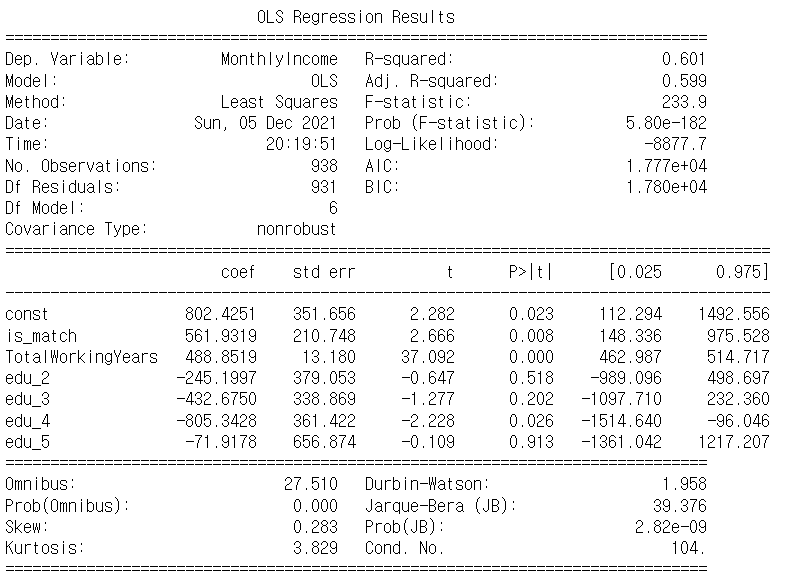 OLS Regression Results
==============================================================================
Dep. Variable: MonthlyIncome R-squared: 0.601
Model: OLS Adj. R-squared: 0.599
Method: Least Squares F-statistic: 233.9
Date: Sun, 05 Dec 2021 Prob (F-statistic): 5.80e-182
Time: 20:19:51 Log-Likelihood: -8877.7
No. Observations: 938 AIC: 1.777e+04
Df Residuals: 931 BIC: 1.780e+04
Df Model: 6
Covariance Type: nonrobust
=====================================================================================
coef std err t P>|t| [0.025 0.975]
-------------------------------------------------------------------------------------
const 802.4251 351.656 2.282 0.023 112.294 1492.556
is_match 561.9319 210.748 2.666 0.008 148.336 975.528
TotalWorkingYears 488.8519 13.180 37.092 0.000 462.987 514.717
edu_2 -245.1997 379.053 -0.647 0.518 -989.096 498.697
edu_3 -432.6750 338.869 -1.277 0.202 -1097.710 232.360
edu_4 -805.3428 361.422 -2.228 0.026 -1514.640 -96.046
edu_5 -71.9178 656.874 -0.109 0.913 -1361.042 1217.207
==============================================================================
Omnibus: 27.510 Durbin-Watson: 1.958
Prob(Omnibus): 0.000 Jarque-Bera (JB): 39.376
Skew: 0.283 Prob(JB): 2.82e-09
Kurtosis: 3.829 Cond. No. 104.
==============================================================================